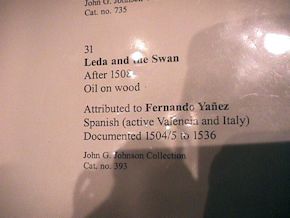 John G. Johnson
Cat. no. 735
31
Leda and the Swan
After 1508
Oil on wood
Attributed to Fernando Yañez
Spanish (active Valencia and Italy)
Documented 1504/5 to 1536
John G. Johnson Collection
Cat. no. 393